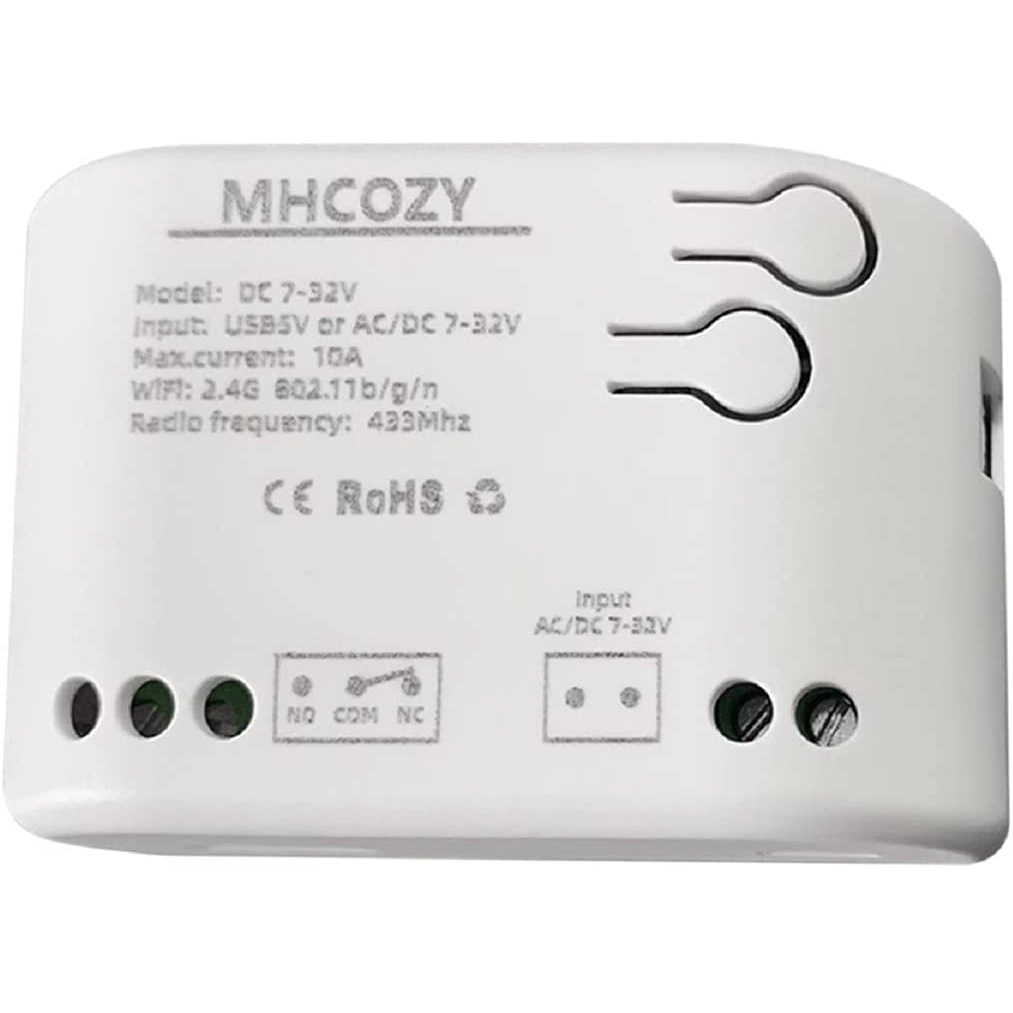 MHCOZY
Model: DC 7-32V
Input: USB5V or AC/DC 7-32V
Max.current: 10A
WiFi: 2.4G 802.11b/g/n
Radio frequency: 433Mhz
CE RoHS
Input
AC/DC 7-32V
NO COM NC